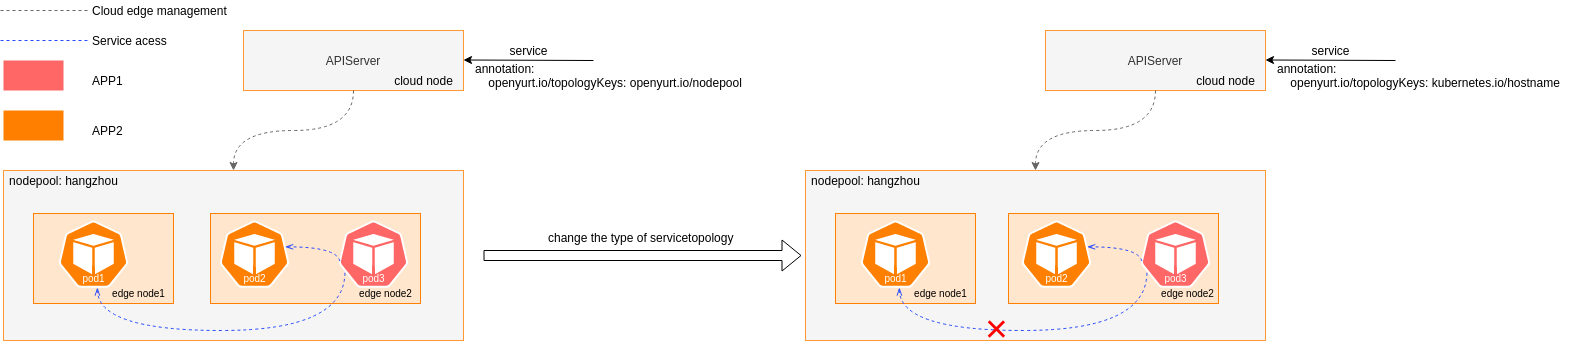 Cloud edge management
Service acess
APP1
APP2
APIServer
cloud node
service
annotation:
openyurt.io/topologyKeys: openyurt.io/nodepool
nodepool: hangzhou
pod1
edge node1
pod2
pod3
edge node2
change the type of servicetopology
APIServer
cloud node
service
annotation:
openyurt.io/topologyKeys: kubernetes.io/hostname
nodepool: hangzhou
pod1
edge node1
pod2
pod3
edge node2